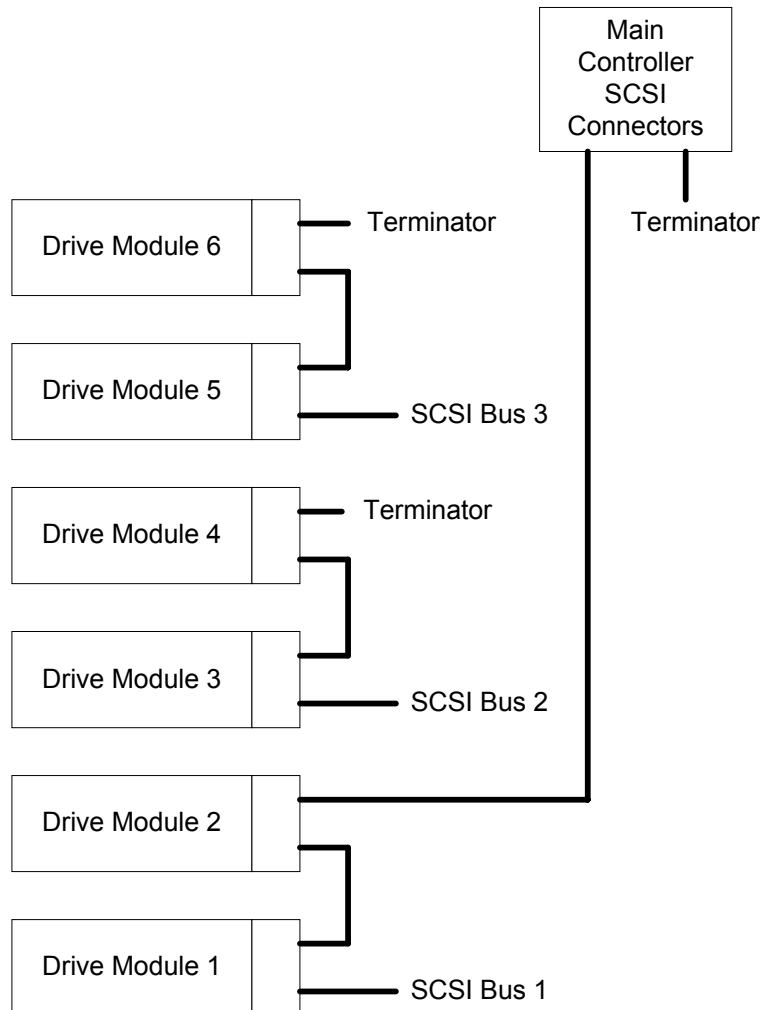 Main
Controller
SCSI
Connectors
Drive Module 6
Terminator
Terminator
Drive Module 5
SCSI Bus 3
Drive Module 4
Terminator
Drive Module 3
SCSI Bus 2
Drive Module 2
Drive Module 1
SCSI Bus 1